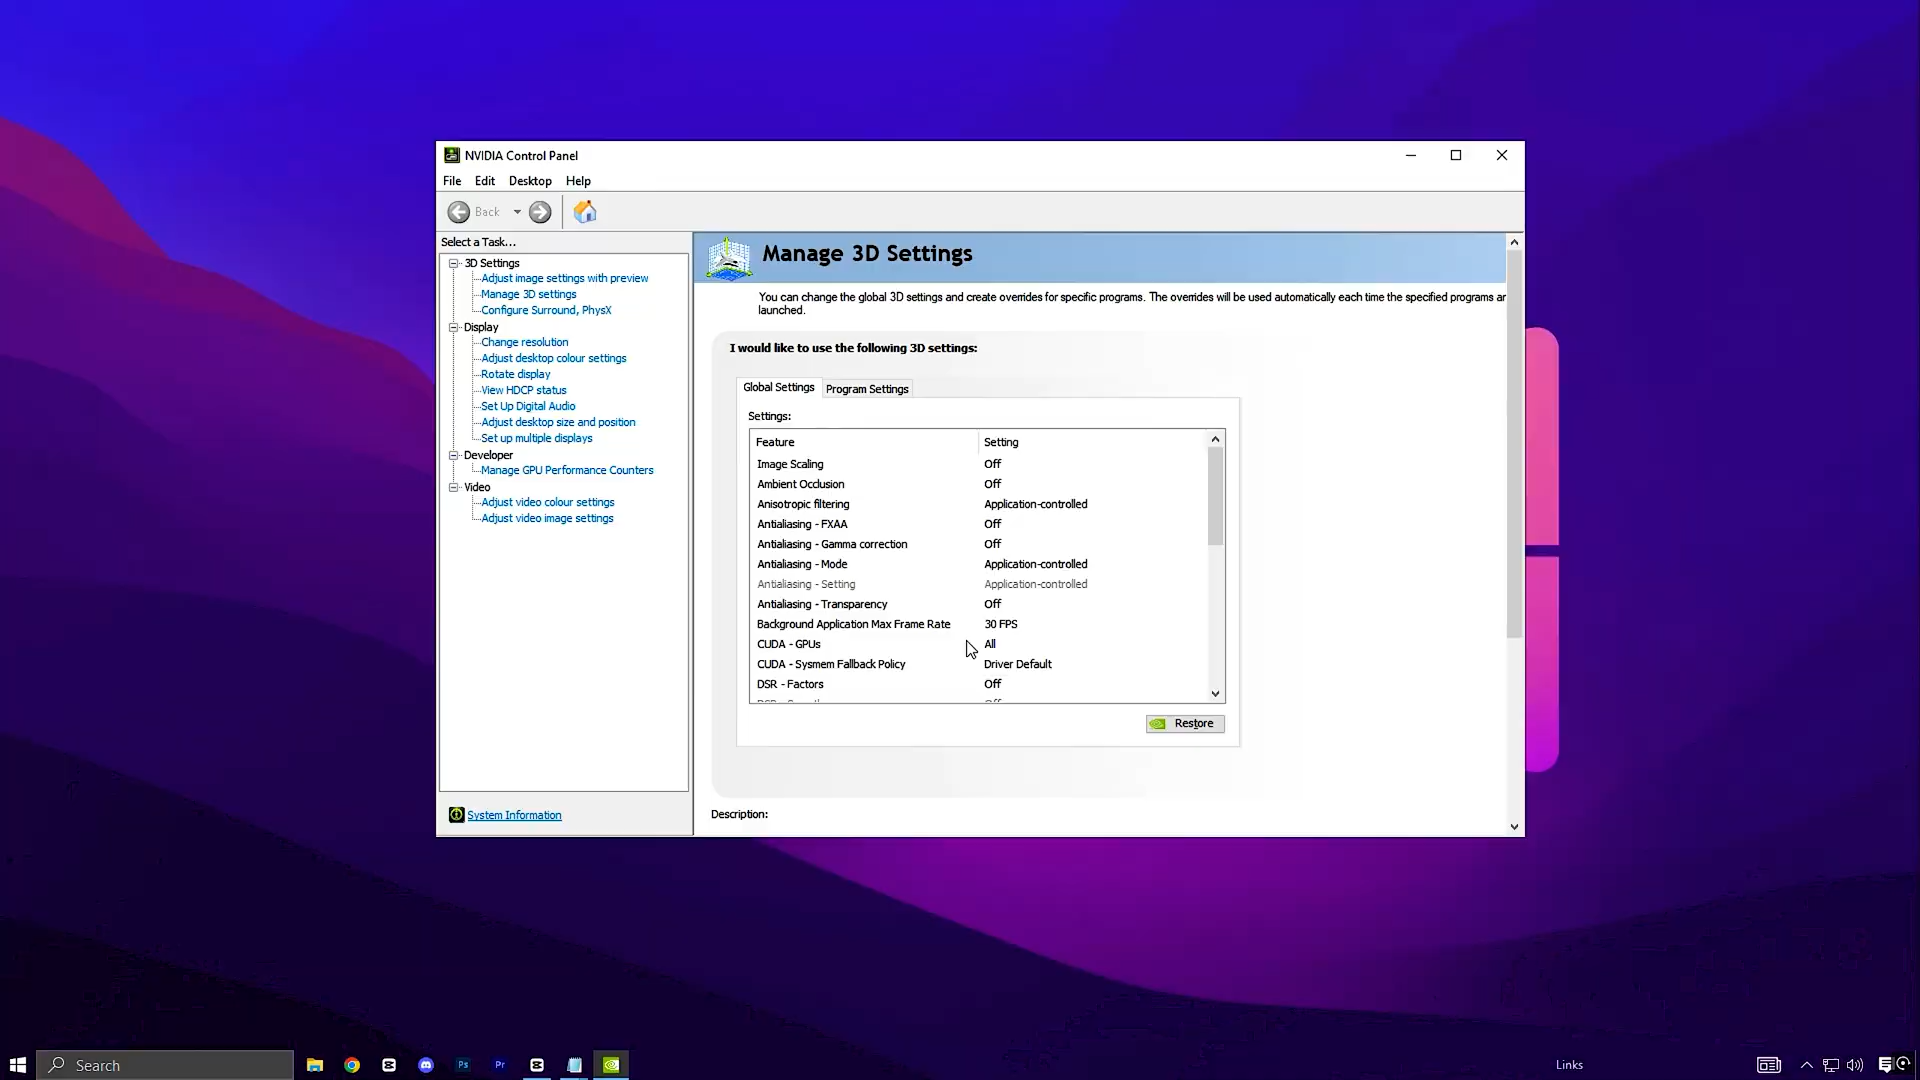 NVIDIA Control Panel
File Edit Desktop Help
Back
Select a Task...
3D Settings
Adjust image settings with preview
Manage 3D settings
Configure Surround, PhysX
Display
Change resolution
Adjust desktop colour settings
Rotate display
View HDCP status
Set Up Digital Audio
Adjust desktop size and position
Set up multiple displays
Developer
Manage GPU Performance Counters
Video
Adjust video colour settings
Adjust video image settings
System Information
Manage 3D Settings
You can change the global 3D settings and create overrides for specific programs. The overrides will be used automatically each time the specified programs ar
launched.
I would like to use the following 3D settings:
Global Settings Program Settings
Settings:
Feature Setting
Image Scaling Off
Ambient Occlusion Off
Anisotropic filtering Application-controlled
Antialiasing - FXAA Off
Antialiasing - Gamma correction Off
Antialiasing - Mode Application-controlled
Antialiasing - Setting Application-controlled
Antialiasing - Transparency Off
Background Application Max Frame Rate 30 FPS
CUDA - GPUs All
CUDA - Sysmem Fallback Policy Driver Default
DSR - Factors Off
Restore
Description:
Search
Ps
Pr
Links